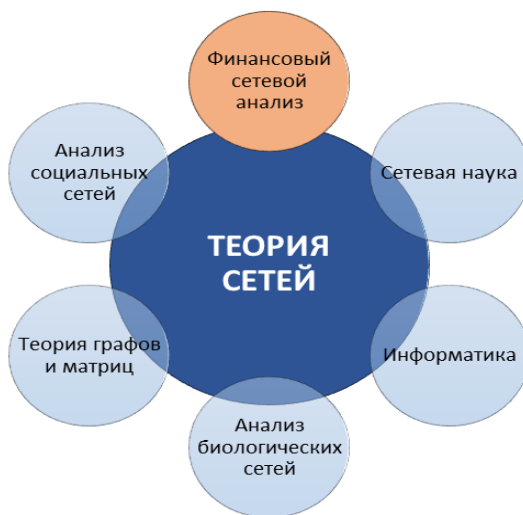 Финансовый
сетевой
анализ
Анализ
социальных
сетей
Сетевая наука
ТЕОРИЯ
СЕТЕЙ
Теория графов
и матриц
Информатика
Анализ
биологических
сетей